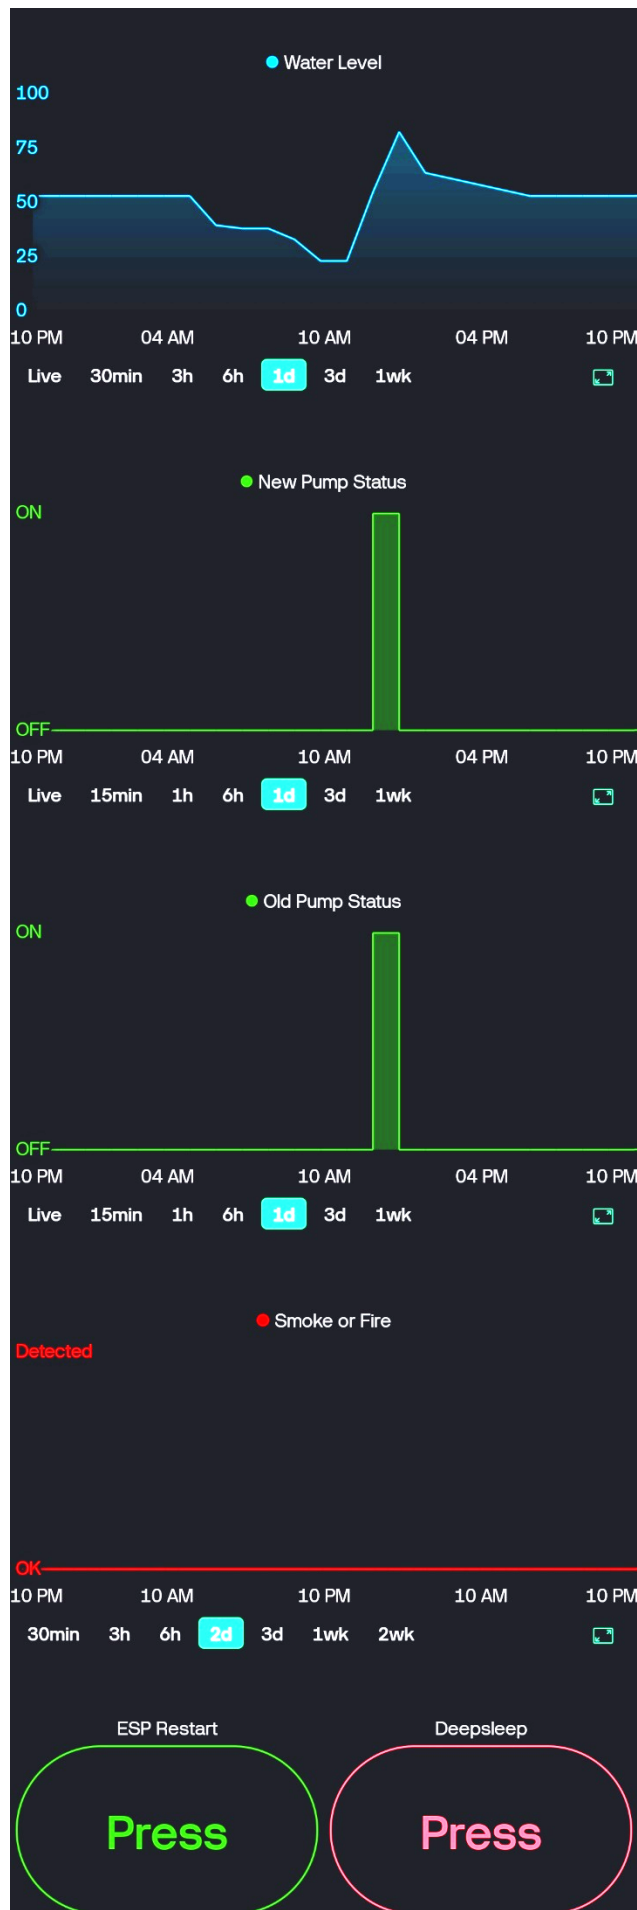 Water Level
100
75
50
25
0
10 PM 04 AM 10 AM 04 PM 10 PM
Live 30min 3h 6h 1d 3d 1wk
New Pump Status
ON
OFF
10 PM 04 AM 10 AM 04 PM 10 PM
Live 15min 1h 6h 1d 3d 1wk
Old Pump Status
ON
OFF
10 PM 04 AM 10 AM 04 PM 10 PM
Live 15min 1h 6h 1d 3d 1wk
Smoke or Fire
Detected
OK
10 PM 10 AM 10 PM 10 AM 10 PM
30min 3h 6h 2d 3d 1wk 2wk
ESP Restart Deepsleep
Press Press